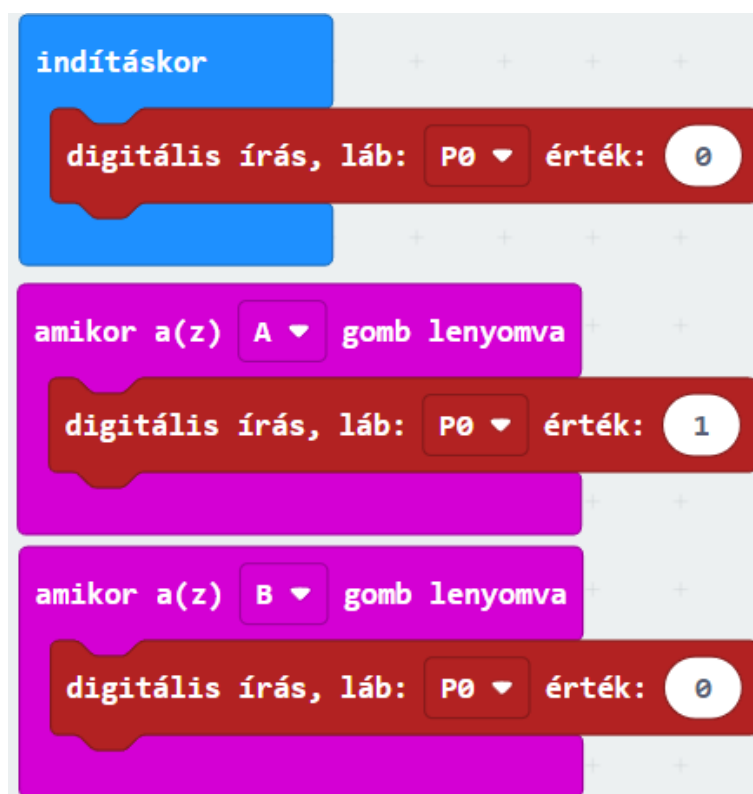 indításkor
digitális írás, láb: P0 érték: 0
amikor a(z) A gomb lenyomva
digitális írás, láb: P0 érték: 1
amikor a(z) B gomb lenyomva
digitális írás, láb: P0 érték: 0